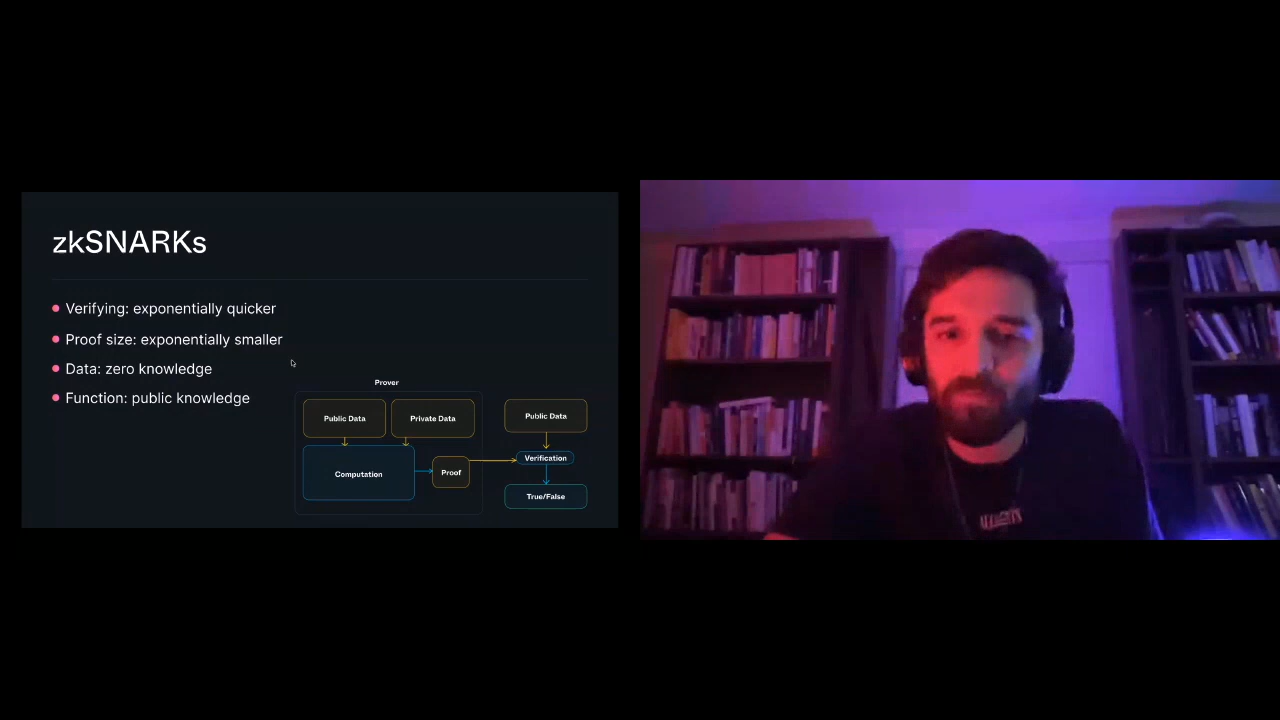 zkSNARKs
Verifying: exponentially quicker
Proof size: exponentially smaller
Data: zero knowledge
Function: public knowledge
Prover
Public Data
Private Data
Public Data
Computation
Proof
Verification
True/False